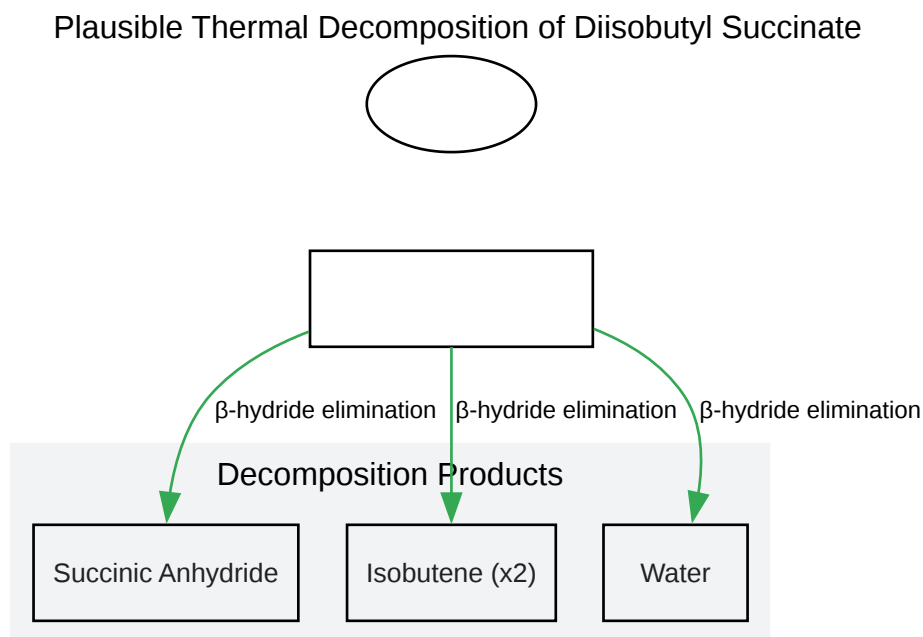 Plausible Thermal Decomposition of Diisobutyl Succinate
β-hydride elimination
β-hydride elimination
β-hydride elimination
Decomposition Products
Succinic Anhydride
Isobutene (x2)
Water